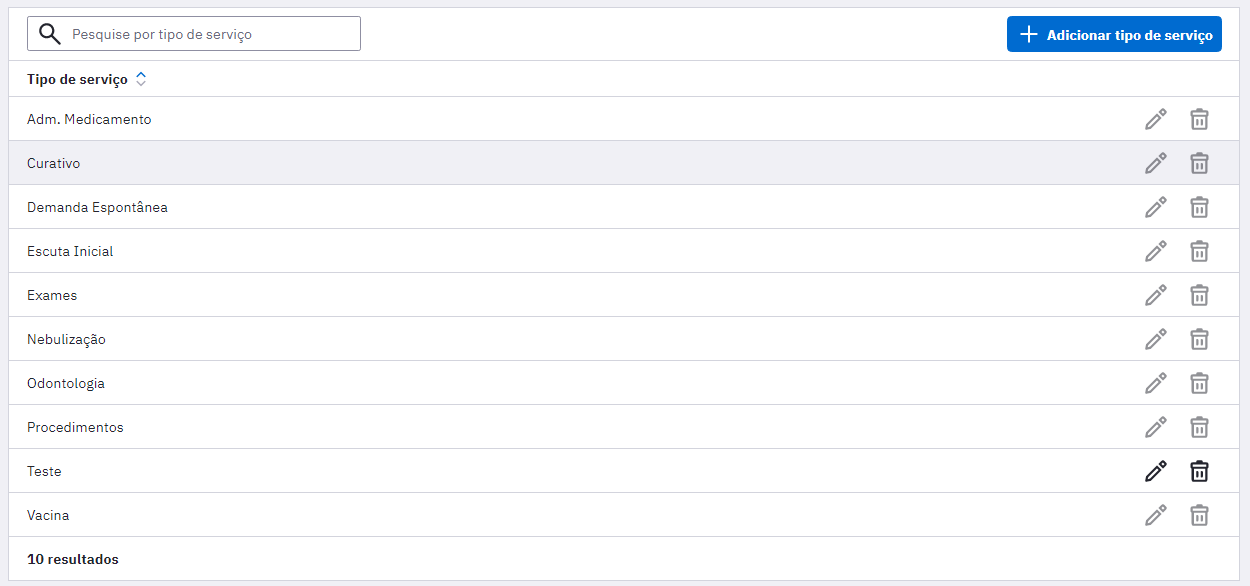 Pesquise por tipo de serviço
Adicionar tipo de serviço
Tipo de serviço
Adm. Medicamento
Curativo
Demanda Espontânea
Escuta Inicial
Exames
Nebulização
Odontologia
Procedimentos
Teste
Vacina
10 resultados